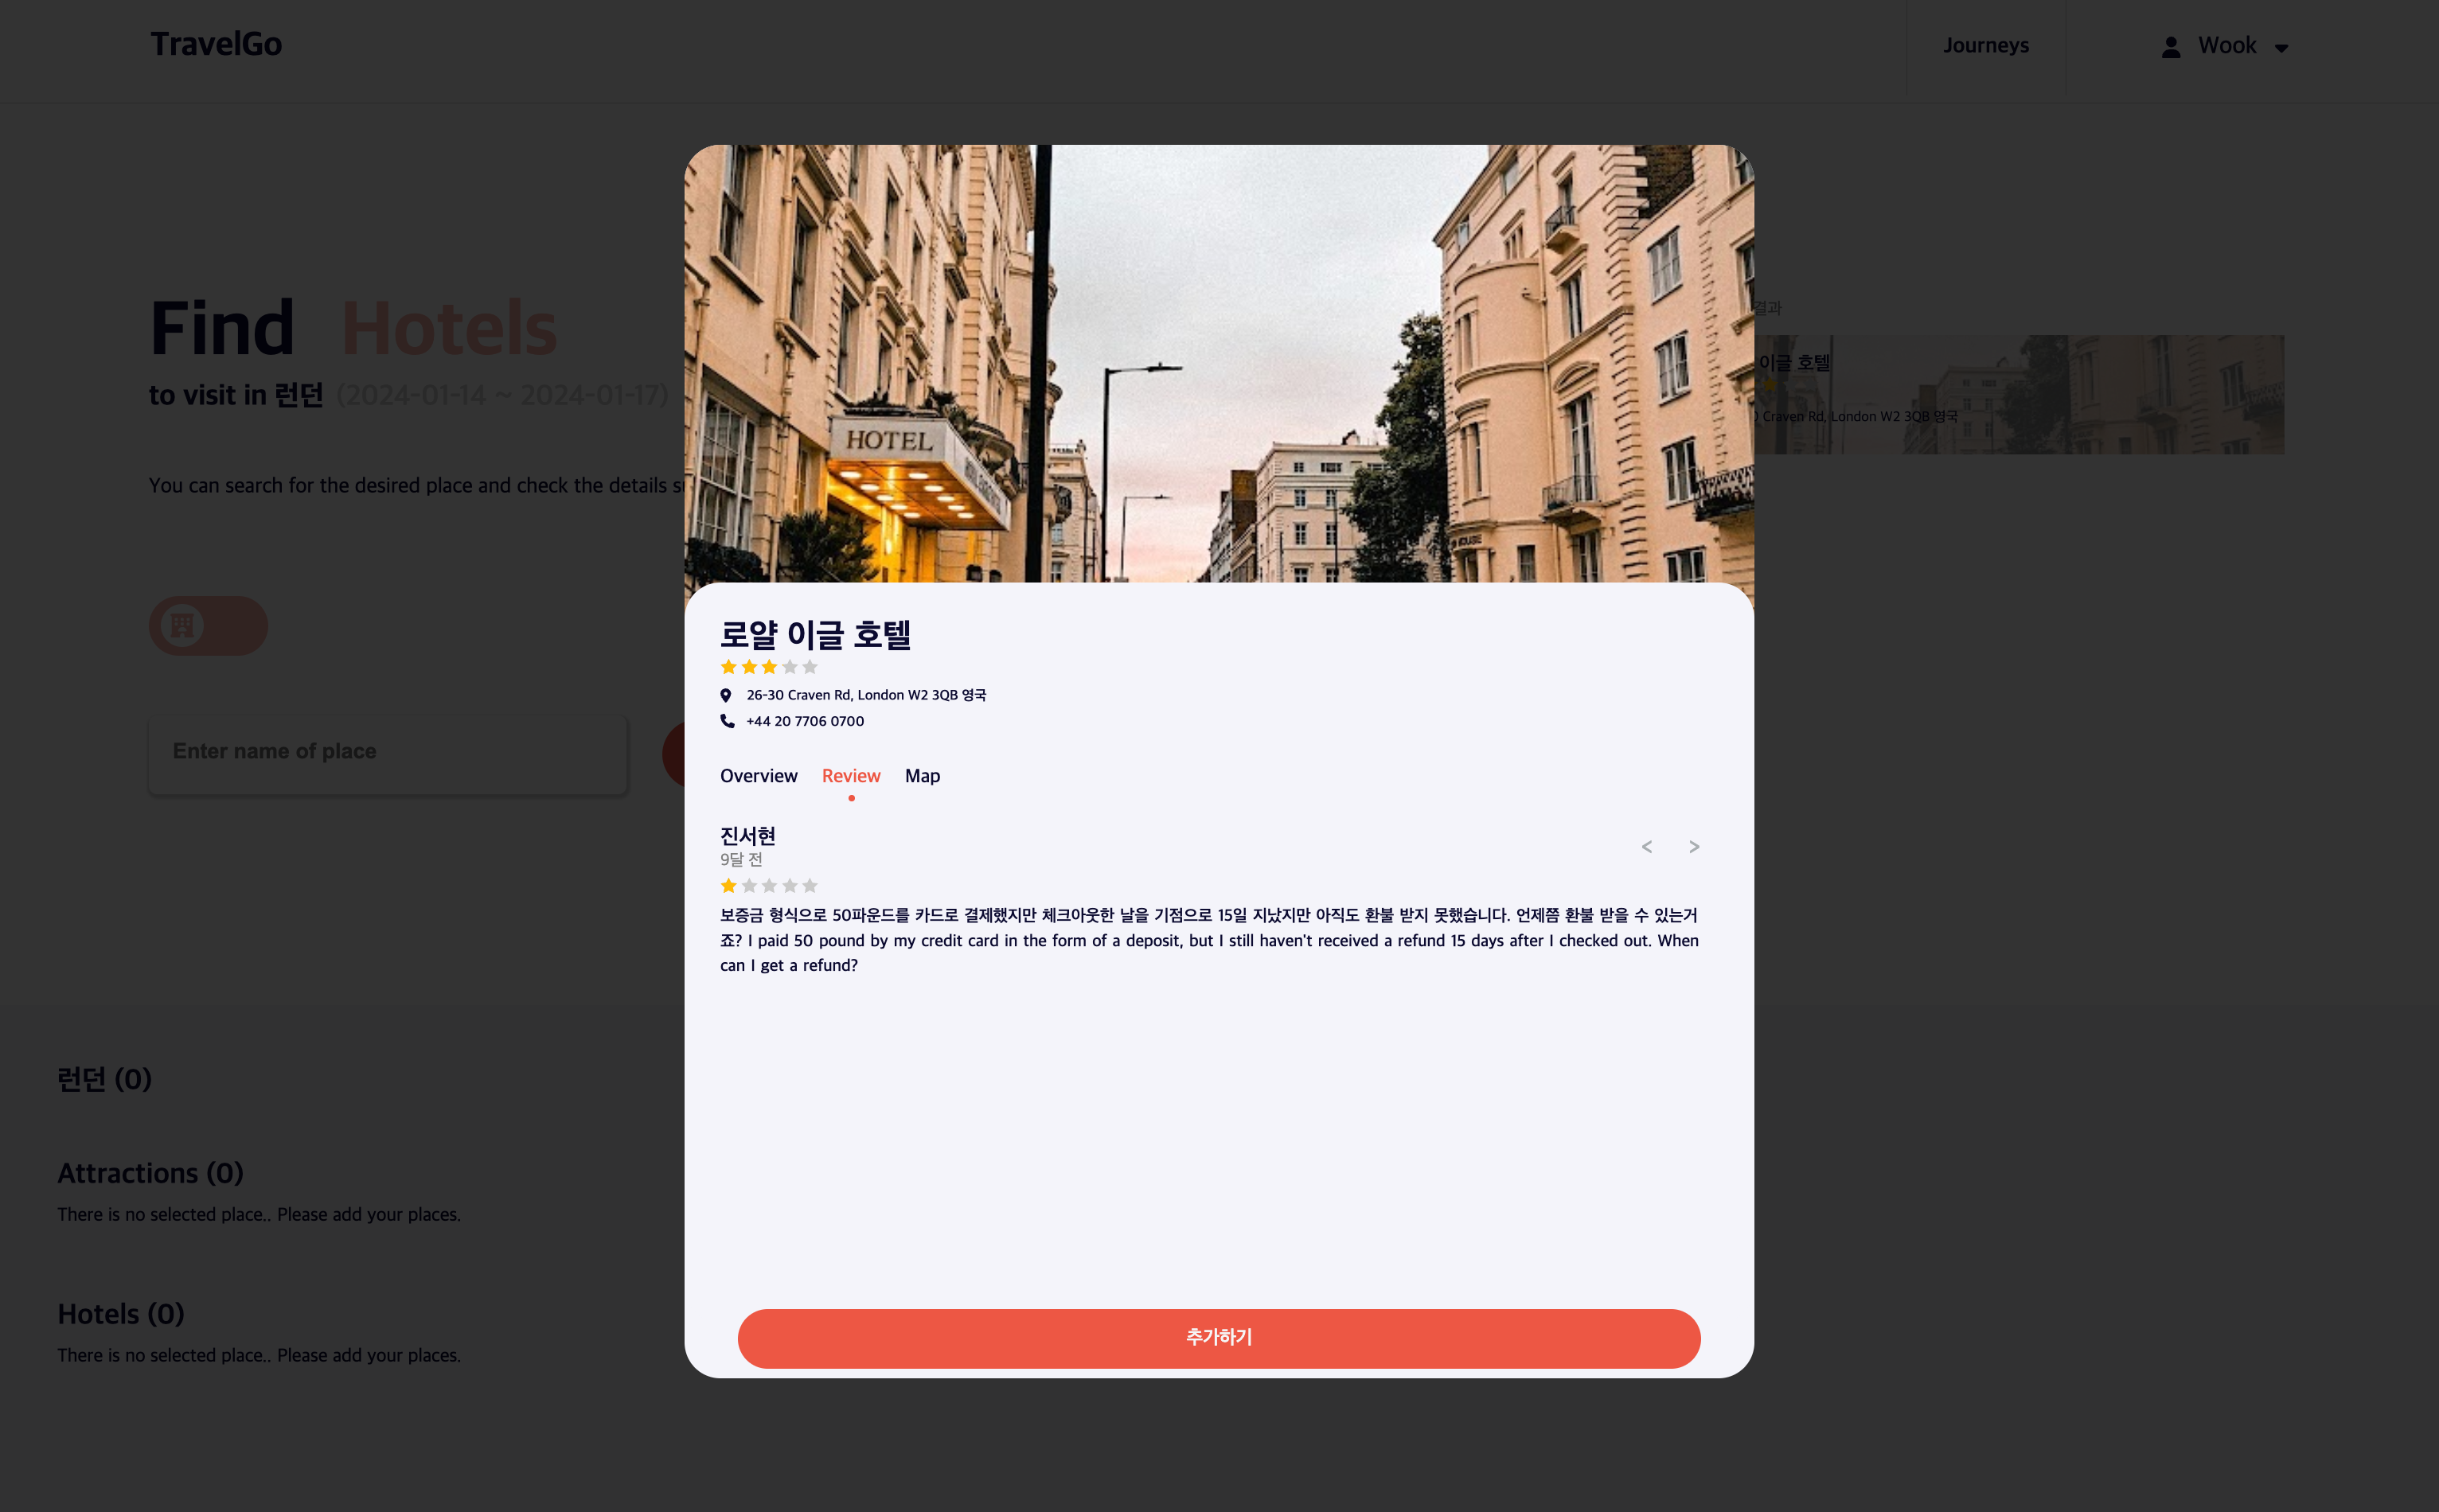 TravelGo
Journeys
Wook
Find Hotels
to visit in 런던 (2024-01-14 ~ 2024-01-17)
You can search for the desired place and check the details
Enter name of place
결과
이글 호텔
Craven Rd, London W2 3QB 영국
HOTEL
로얄 이글 호텔
26-30 Craven Rd, London W2 3QB 영국
+44 20 7706 0700
Overview Review Map
진서현
< >
9달 전
보증금 형식으로 50파운드를 카드로 결제했지만 체크아웃한 날을 기점으로 15일 지났지만 아직도 환불 받지 못했습니다. 언제쯤 환불 받을 수 있는거
죠? I paid 50 pound by my credit card in the form of a deposit, but I still haven't received a refund 15 days after I checked out. When
can I get a refund?
추가하기
런던 (0)
Attractions (0)
There is no selected place.. Please add your places.
Hotels (0)
There is no selected place.. Please add your places.